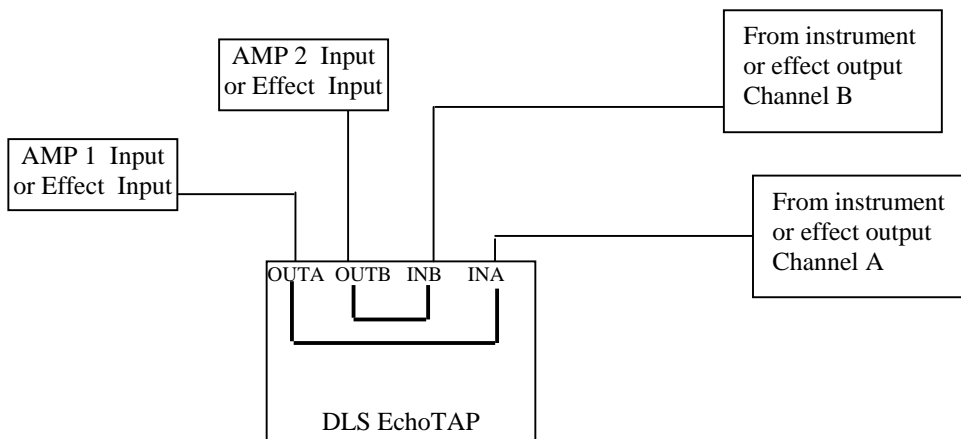 AMP 2 Input
or Effect Input
From instrument
or effect output
Channel B
AMP 1 Input
or Effect Input
From instrument
or effect output
Channel A
OUTA OUTB INB INA
DLS EchoTAP